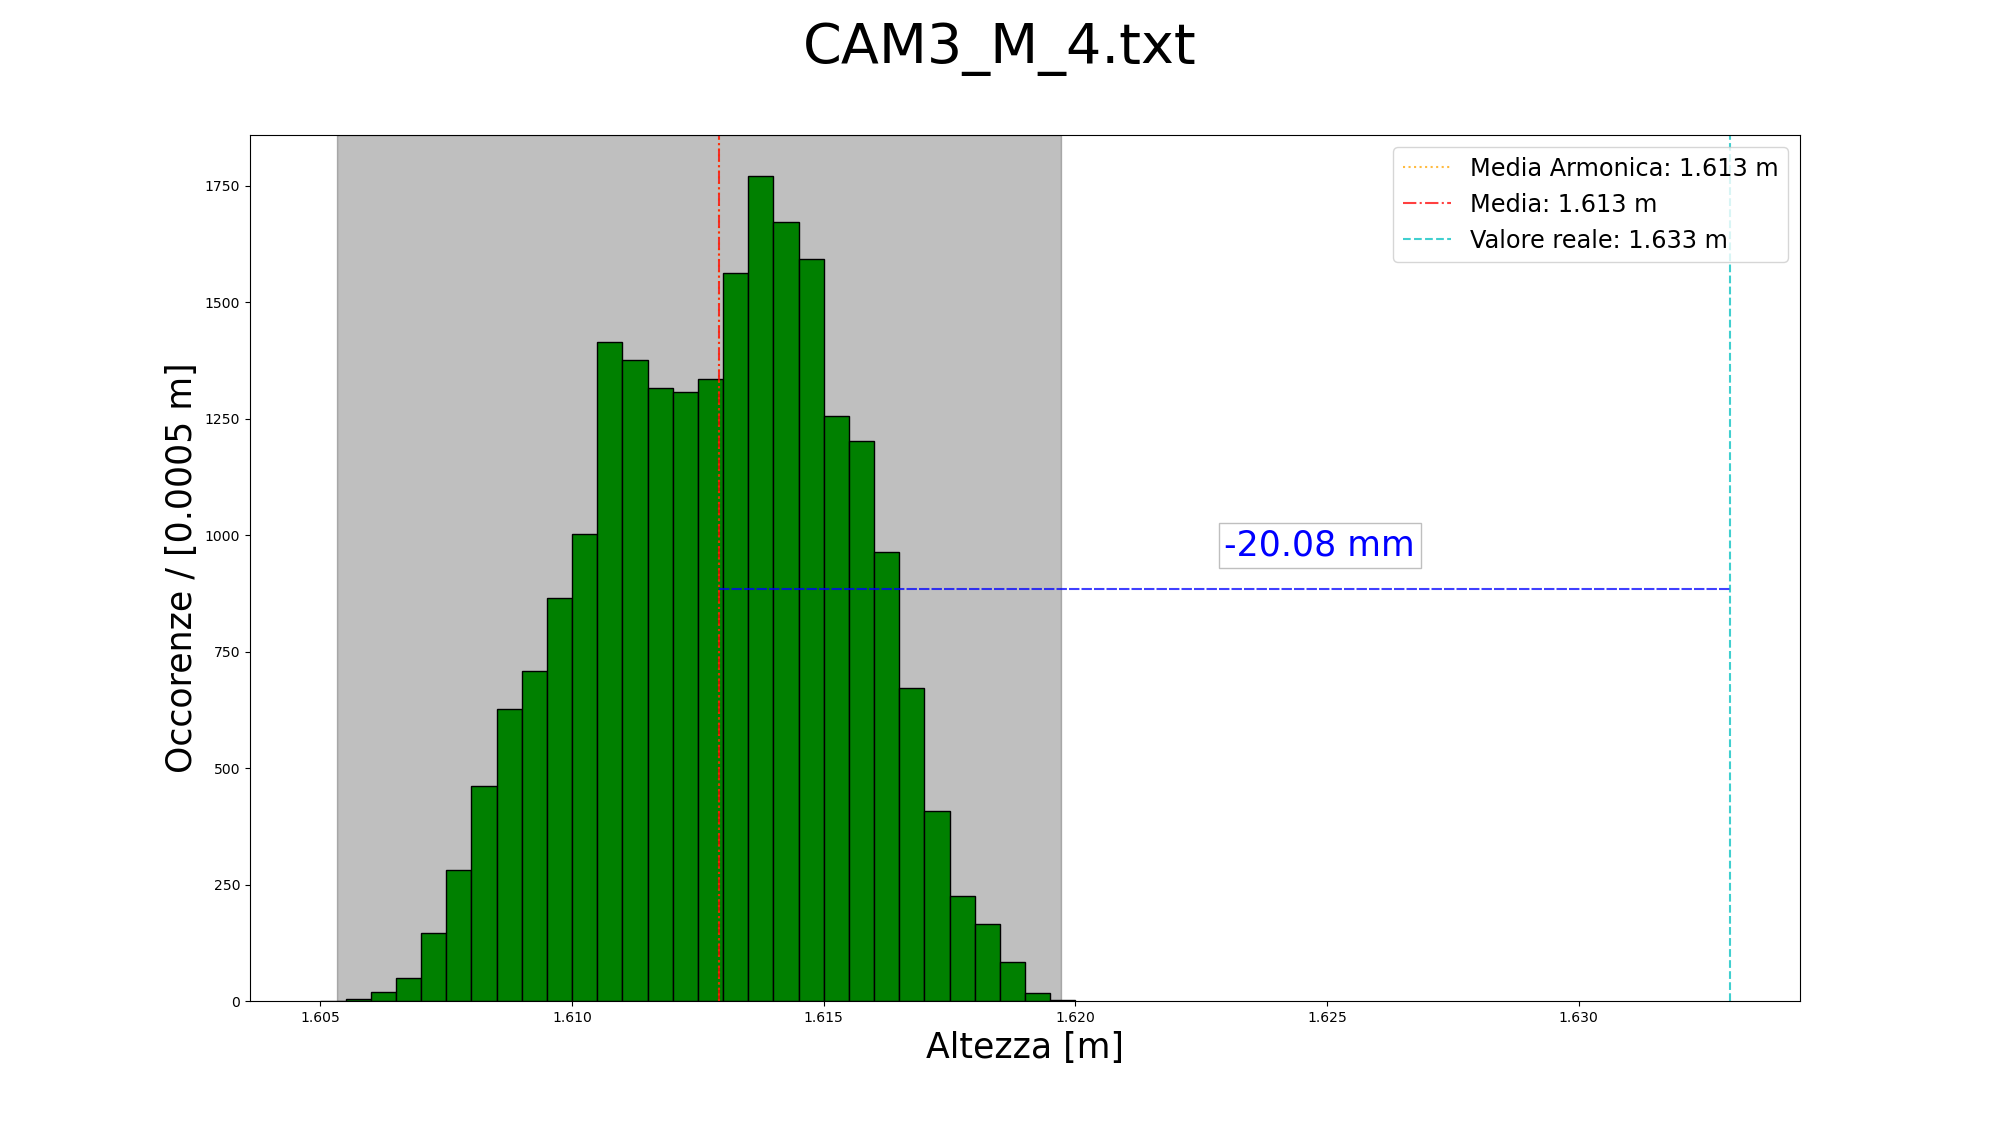 CAM3_M_4.txt
Media Armonica: 1.613 m
Media: 1.613 m
Valore reale: 1.633 m
-20.08 mm
Occorenze / [0.0005 m]
1750
1500
1250
1000
750
500
250
0
1.605 1.610 1.615 1.620 1.625 1.630
Altezza [m]